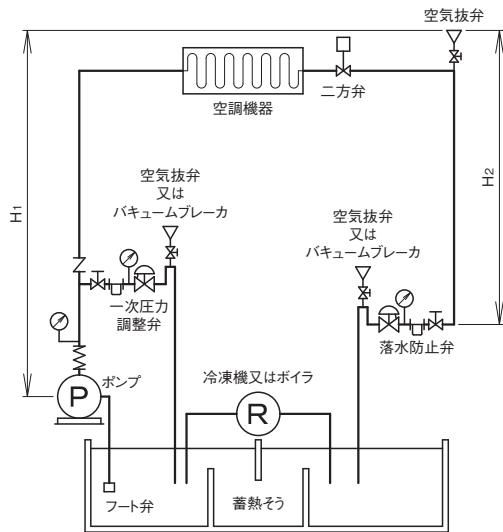 空気抜弁
空調機器
二方弁
H1
H2
空気抜弁
又は
バキュームブレーカ
空気抜弁
又は
バキュームブレーカ
一次圧力
調整弁
落水防止弁
ポンプ
P
冷凍機又はボイラ
R
フート弁
蓄熱そう